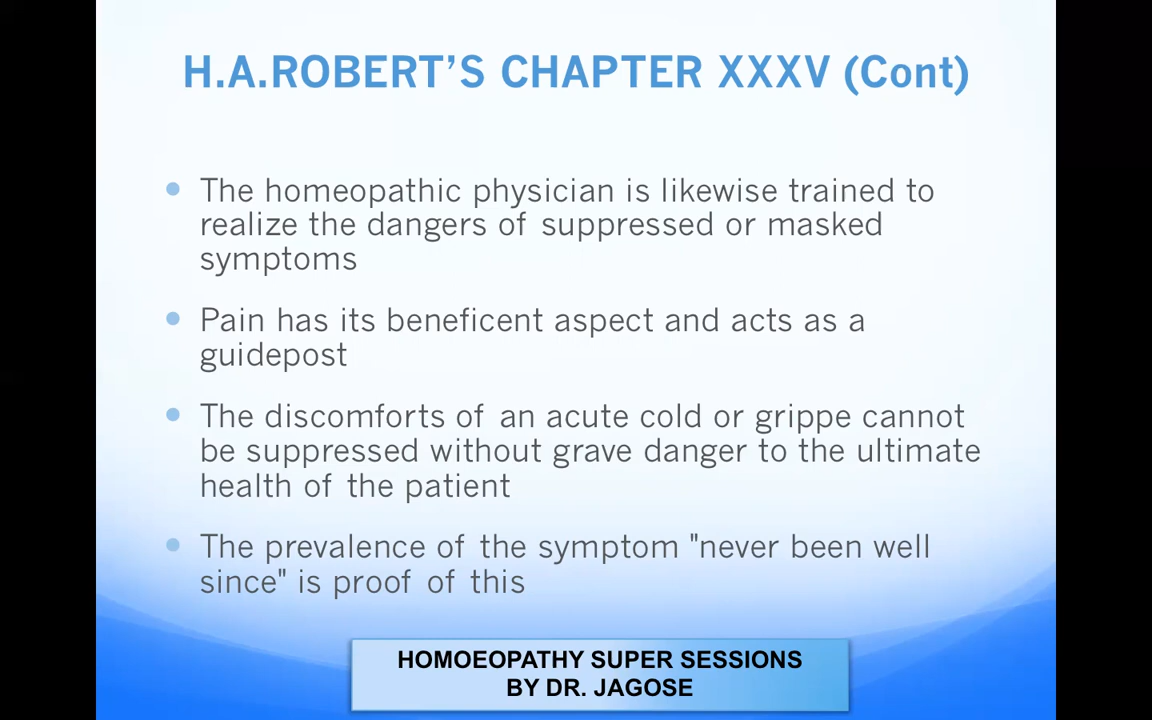 H.A.ROBERT’S CHAPTER XXXV (Cont)
The homeopathic physician is likewise trained to
realize the dangers of suppressed or masked
symptoms
Pain has its beneficent aspect and acts as a
guidepost
The discomforts of an acute cold or grippe cannot
be suppressed without grave danger to the ultimate
health of the patient
The prevalence of the symptom "never been well
since" is proof of this
HOMOEOPATHY SUPER SESSIONS
BY DR. JAGOSE